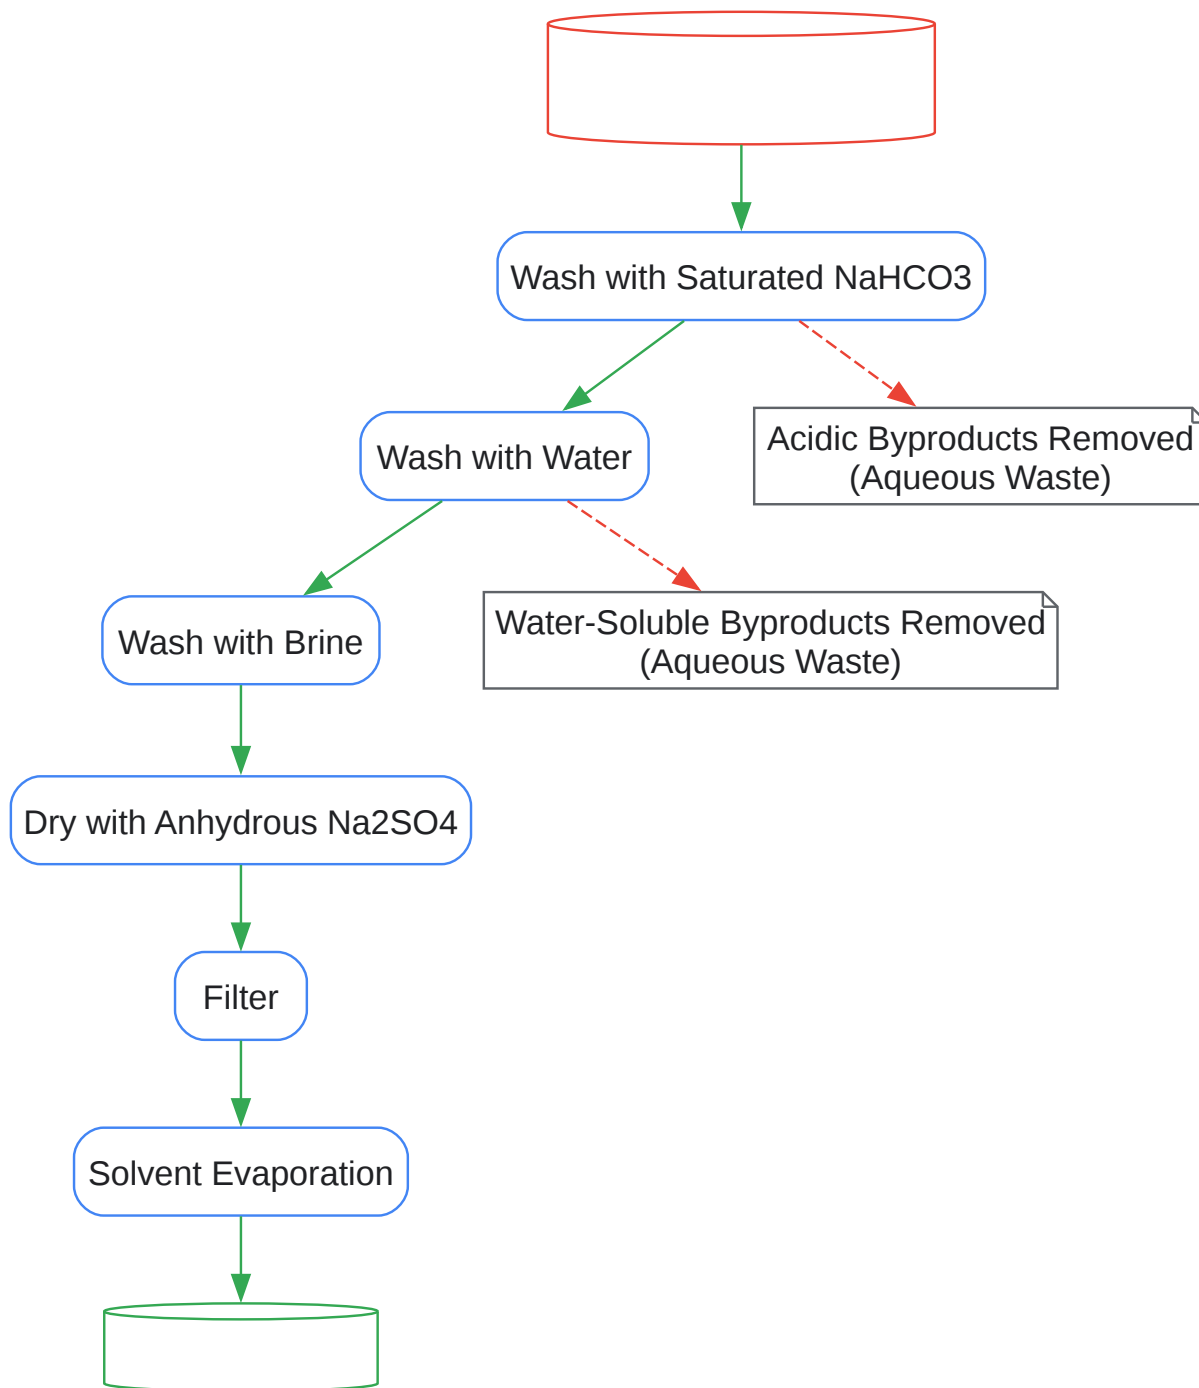 Wash with Saturated NaHCO3
Wash with Water
Acidic Byproducts Removed
(Aqueous Waste)
Wash with Brine
Water-Soluble Byproducts Removed
(Aqueous Waste)
Dry with Anhydrous Na2SO4
Filter
Solvent Evaporation